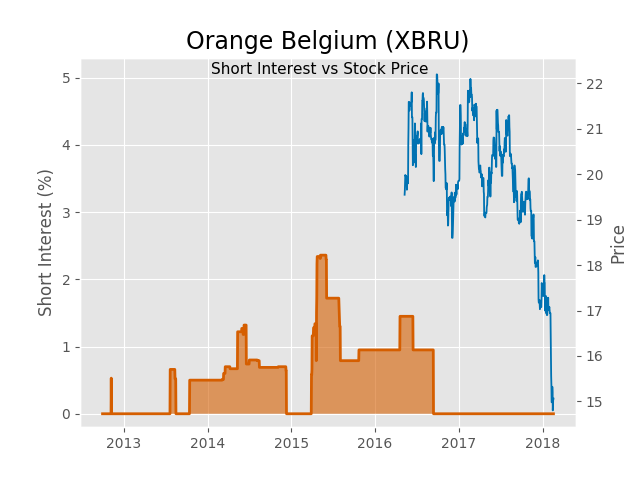 Orange Belgium (XBRU)
Short Interest vs Stock Price
Short Interest (%)
5
4
3
2
1
0
22
21
20
19
18
17
16
15
Price
2013 2014 2015 2016 2017 2018